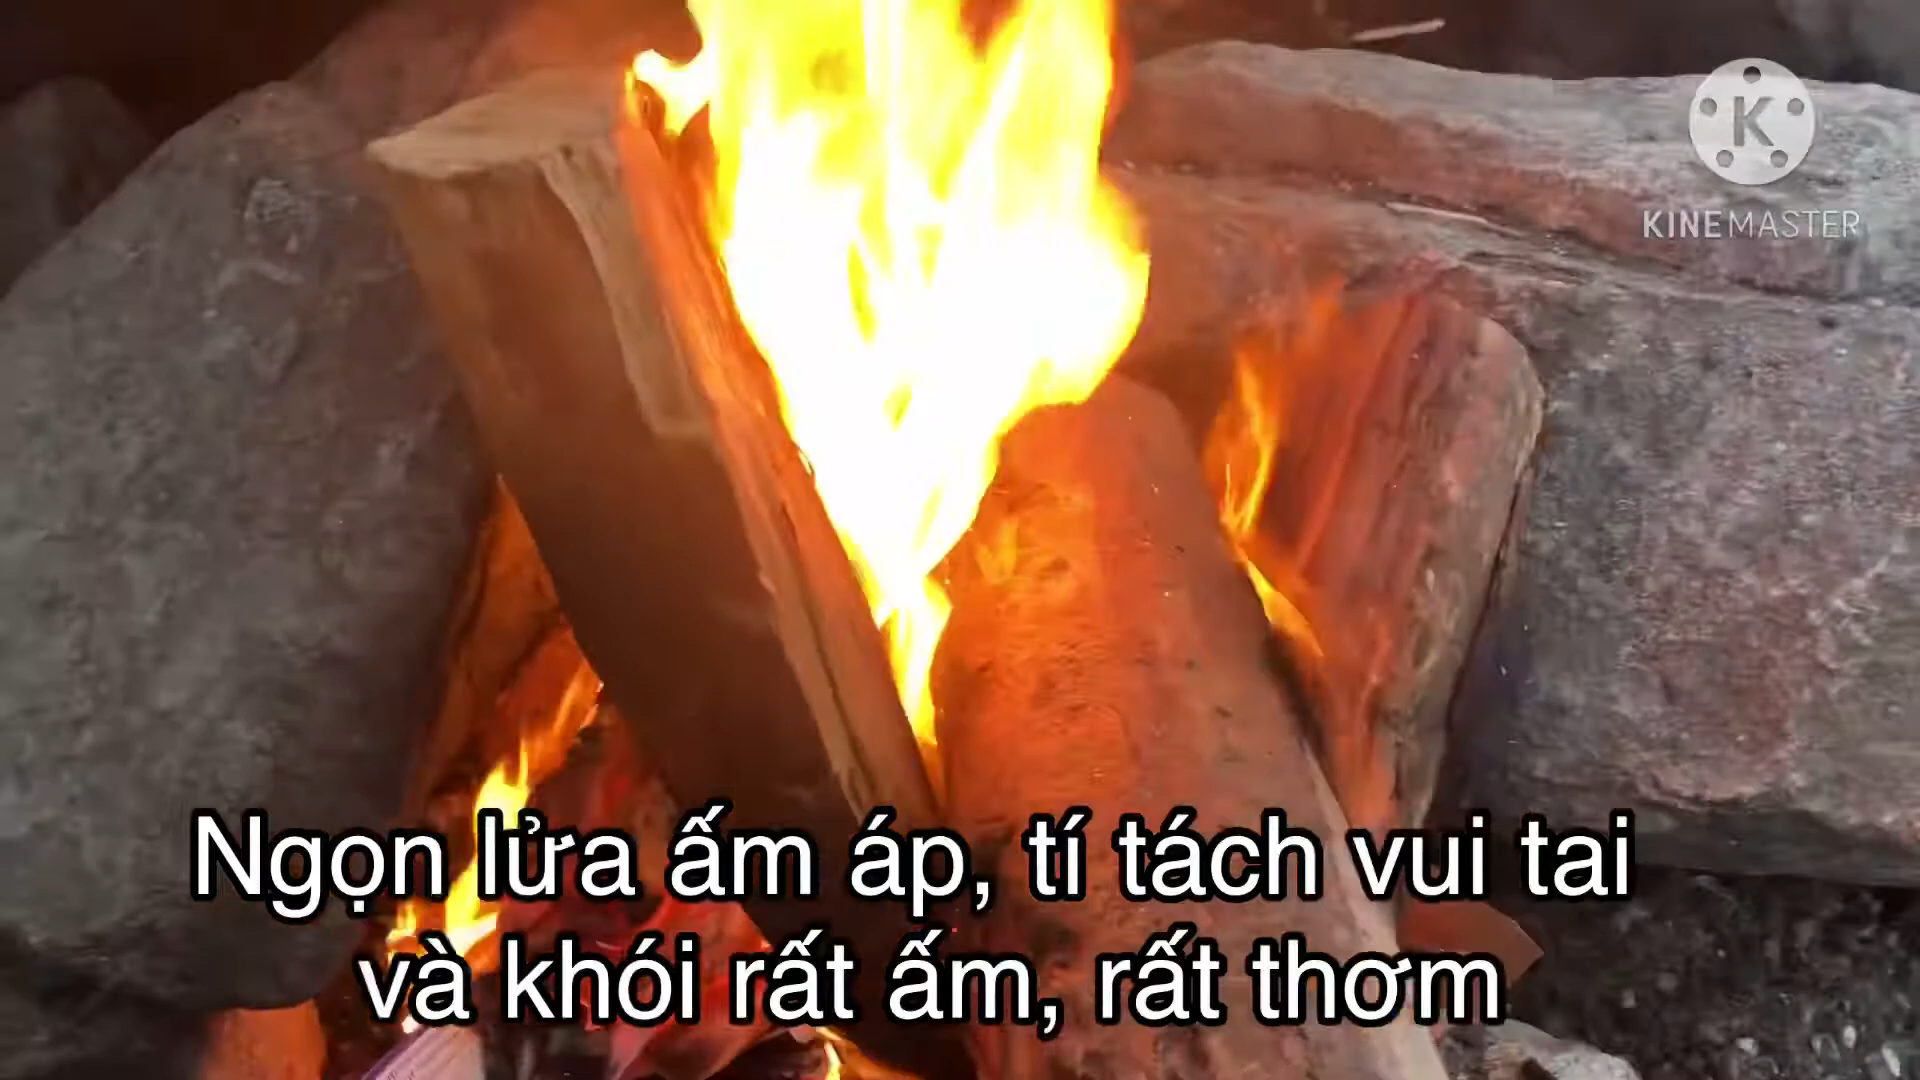 K
KINEMASTER
Ngọn lửa ấm áp, tí tách vui tai
và khói rất ấm, rất thơm